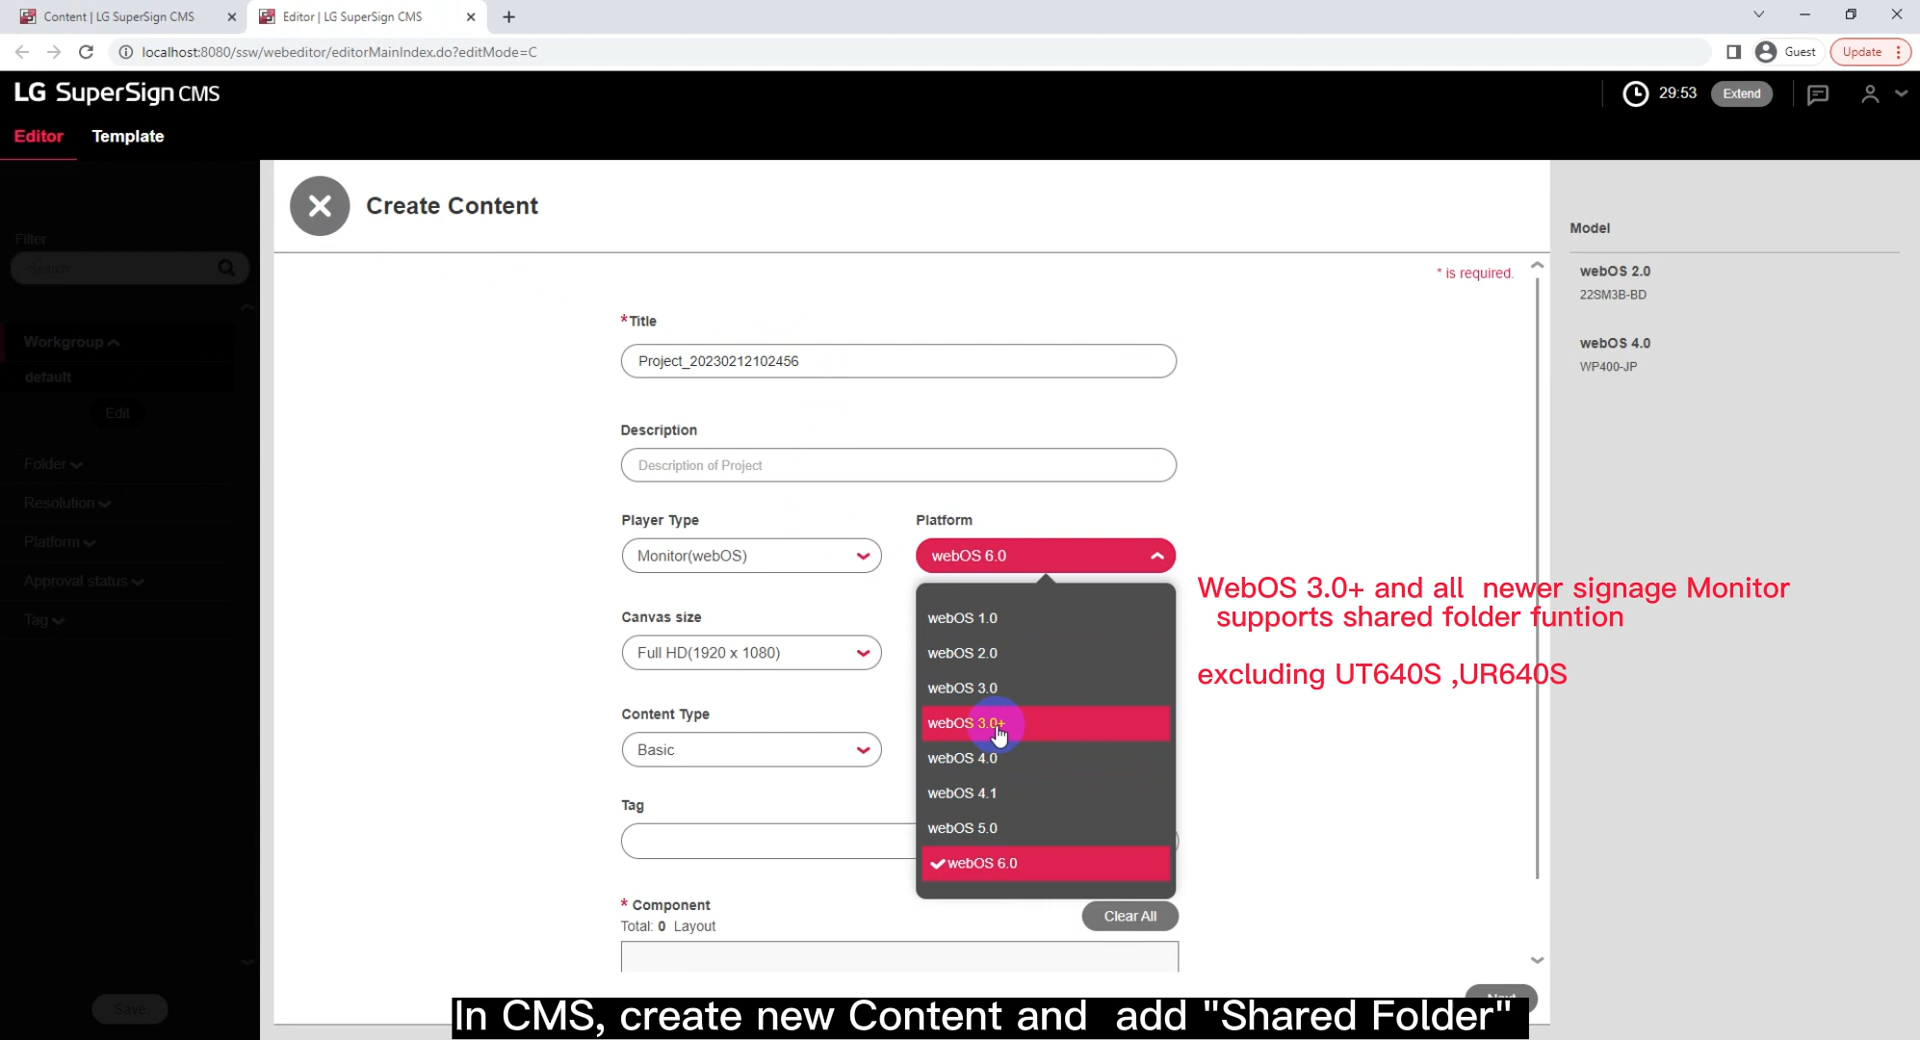 Content | LG SuperSign CMS
Editor | LG SuperSign CMS
localhost:8080/ssw/webeditor/editorMainIndex.do?editMode=C
Guest
Update
LG SuperSign CMS
29:53
Extend
Editor
Template
Create Content
Filter
Search
Workgroup
default
Edit
Folder
Resolution
Platform
Approval status
Tag
Save
* is required.
*Title
Project_20230212102456
Description
Description of Project
Player Type
Platform
Monitor(webOS)
webOS 6.0
Canvas size
Full HD(1920 x 1080)
Content Type
Basic
Tag
webOS 1.0
webOS 2.0
webOS 3.0
webOS 3.0+
webOS 4.0
webOS 4.1
webOS 5.0
webOS 6.0
* Component
Total: 0 Layout
Clear All
Next
Model
webOS 2.0
22SM3B-BD
webOS 4.0
WP400-JP
WebOS 3.0+ and all newer signage Monitor
supports shared folder funtion
excluding UT640S ,UR640S
In CMS, create new Content and add "Shared Folder"